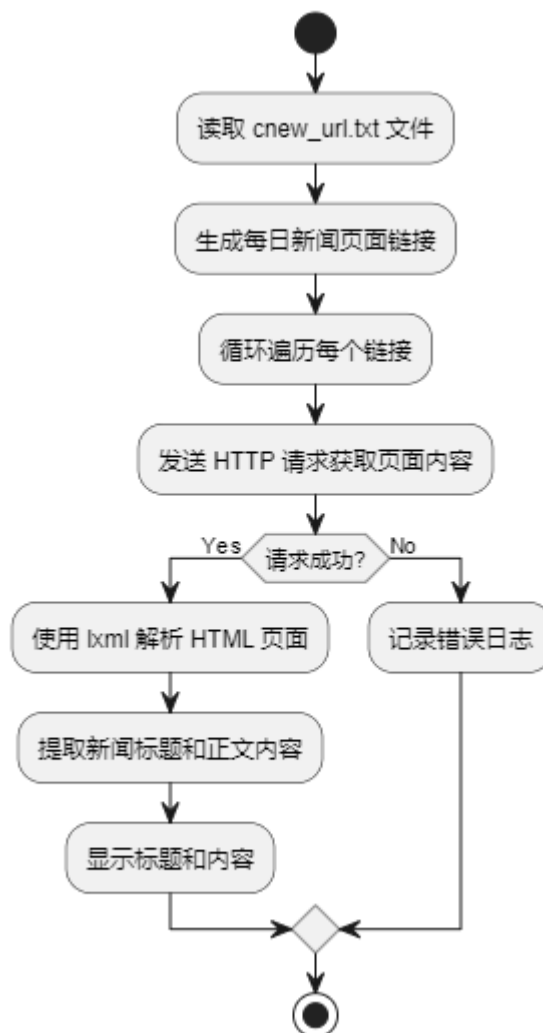 读取 cnew_url.txt 文件
生成每日新闻页面链接
循环遍历每个链接
发送 HTTP 请求获取页面内容
Yes
请求成功?
No
使用 lxml 解析 HTML 页面
记录错误日志
提取新闻标题和正文内容
显示标题和内容